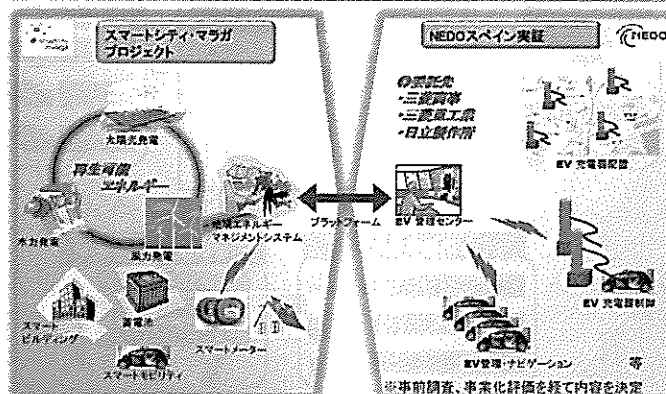 スマートシティ・マラガ
プロジェクト
太陽光発電
再生可能
エネルギー
水力発電
風力発電
地域エネルギー
マネジメントシステム
スマート
ビルディング
蓄電池
スマートメーター
スマートモビリティ
プラットフォーム
NEDOスペイン実証
NEDO
◎委託先
・三菱商事
・三菱重工業
・日立製作所
EV 充電器配置
EV 管理センター
EV 充電器制御
EV管理・ナビゲーション
等
※事前調査、事業化評価を経て内容を決定